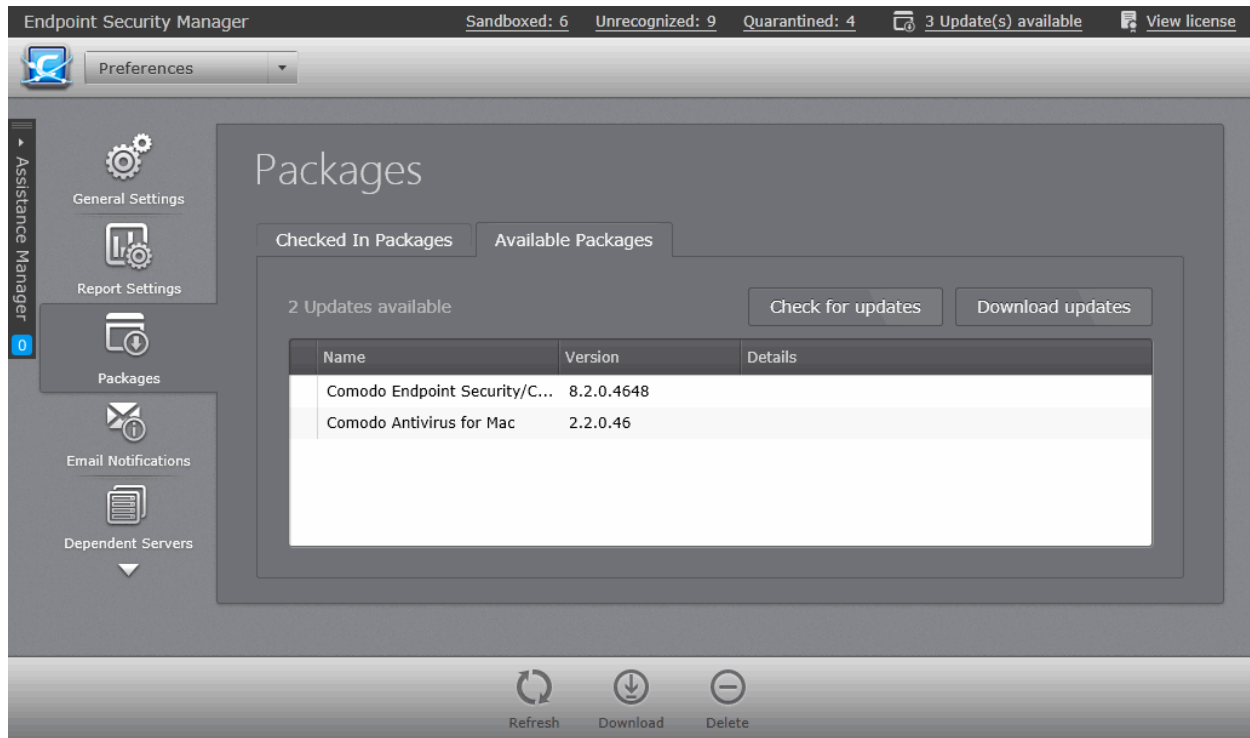 Endpoint Security Manager Sandboxed: 6 Unrecognized: 9 Quarantined: 4 3 Update(s) available View license
Preferences
Assistance Manager
0
General Settings
Report Settings
Packages
Email Notifications
Dependent Servers
Packages
Checked In Packages Available Packages
2 Updates available Check for updates Download updates
Name Version Details
Comodo Endpoint Security/C... 8.2.0.4648
Comodo Antivirus for Mac 2.2.0.46
Refresh Download Delete